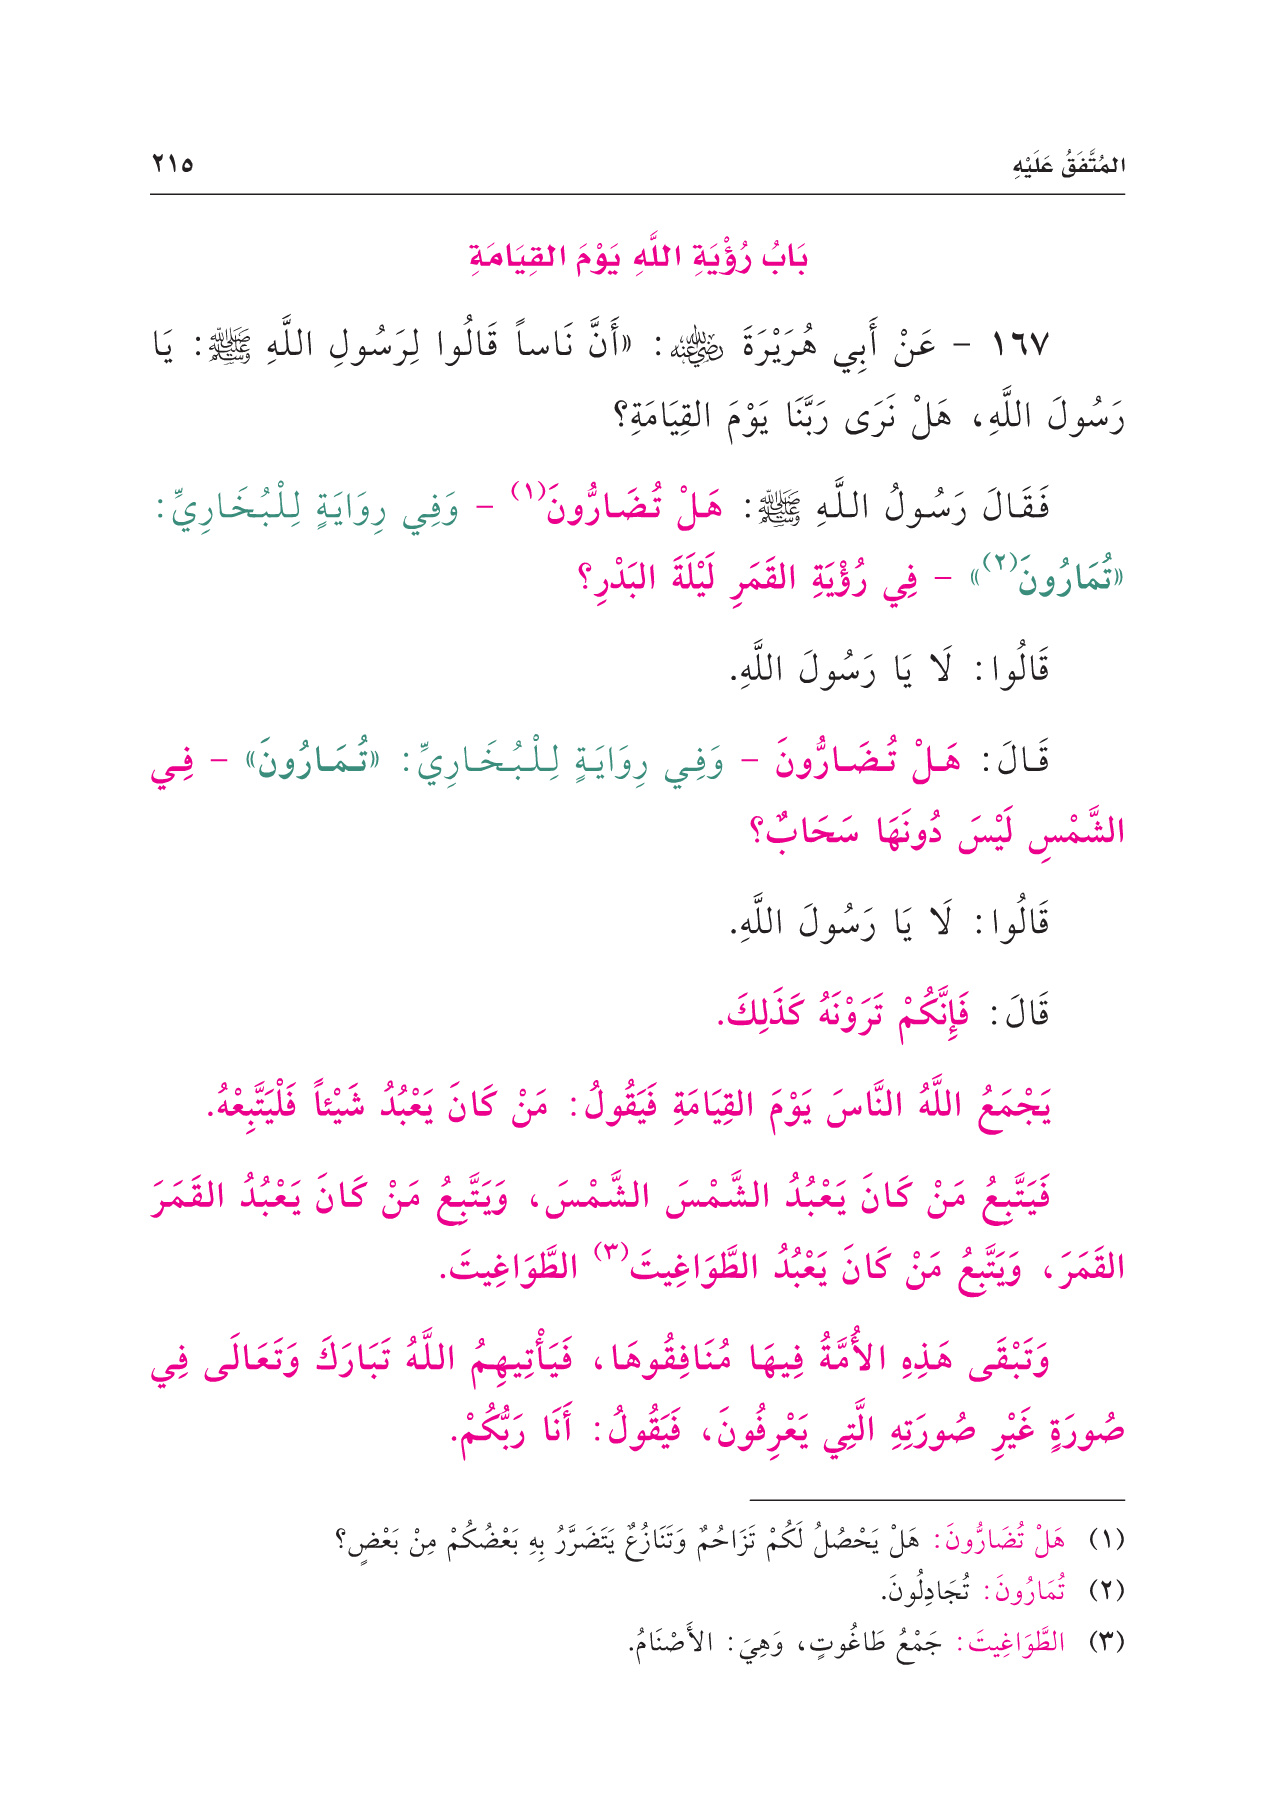 المُتَّفَقُ عَلَيْهِ ٢١٥
بَابُ رُؤْيَةِ اللَّهِ يَوْمَ القِيَامَةِ
١٦٧ - عَنْ أَبِي هُرَيْرَةَ رضي الله عنه: «أَنَّ نَاساً قَالُوا لِرَسُولِ اللَّهِ ﷺ: يَا
رَسُولَ اللَّهِ، هَلْ نَرَى رَبَّنَا يَوْمَ القِيَامَةِ؟
فَقَالَ رَسُولُ اللَّهِ ﷺ: هَلْ تُضَارُّونَ(١) - وَفِي رِوَايَةٍ لِلْبُخَارِيِّ:
«تُمَارُونَ(٢)» - فِي رُؤْيَةِ القَمَرِ لَيْلَةَ البَدْرِ؟
قَالُوا: لَا يَا رَسُولَ اللَّهِ.
قَالَ: هَلْ تُضَارُّونَ - وَفِي رِوَايَةٍ لِلْبُخَارِيِّ: «تُمَارُونَ» - فِي
الشَّمْسِ لَيْسَ دُونَهَا سَحَابٌ؟
قَالُوا: لَا يَا رَسُولَ اللَّهِ.
قَالَ: فَإِنَّكُمْ تَرَوْنَهُ كَذَلِكَ.
يَجْمَعُ اللَّهُ النَّاسَ يَوْمَ القِيَامَةِ فَيَقُولُ: مَنْ كَانَ يَعْبُدُ شَيْئاً فَلْيَتَّبِعْهُ.
فَيَتَّبِعُ مَنْ كَانَ يَعْبُدُ الشَّمْسَ الشَّمْسَ، وَيَتَّبِعُ مَنْ كَانَ يَعْبُدُ القَمَرَ
القَمَرَ، وَيَتَّبِعُ مَنْ كَانَ يَعْبُدُ الطَّوَاغِيتَ(٣) الطَّوَاغِيتَ.
وَتَبْقَى هَذِهِ الأُمَّةُ فِيهَا مُنَافِقُوهَا، فَيَأْتِيهِمُ اللَّهُ تَبَارَكَ وَتَعَالَى فِي
صُورَةٍ غَيْرِ صُورَتِهِ الَّتِي يَعْرِفُونَ، فَيَقُولُ: أَنَا رَبُّكُمْ.
(١) هَلْ تُضَارُّونَ: هَلْ يَحْصُلُ لَكُمْ تَزَاحُمٌ وَتَنَازُعٌ يَتَضَرَّرُ بِهِ بَعْضُكُمْ مِنْ بَعْضٍ؟
(٢) تُمَارُونَ: تُجَادِلُونَ.
(٣) الطَّوَاغِيتَ: جَمْعُ طَاغُوتٍ، وَهِيَ: الأَصْنَامُ.